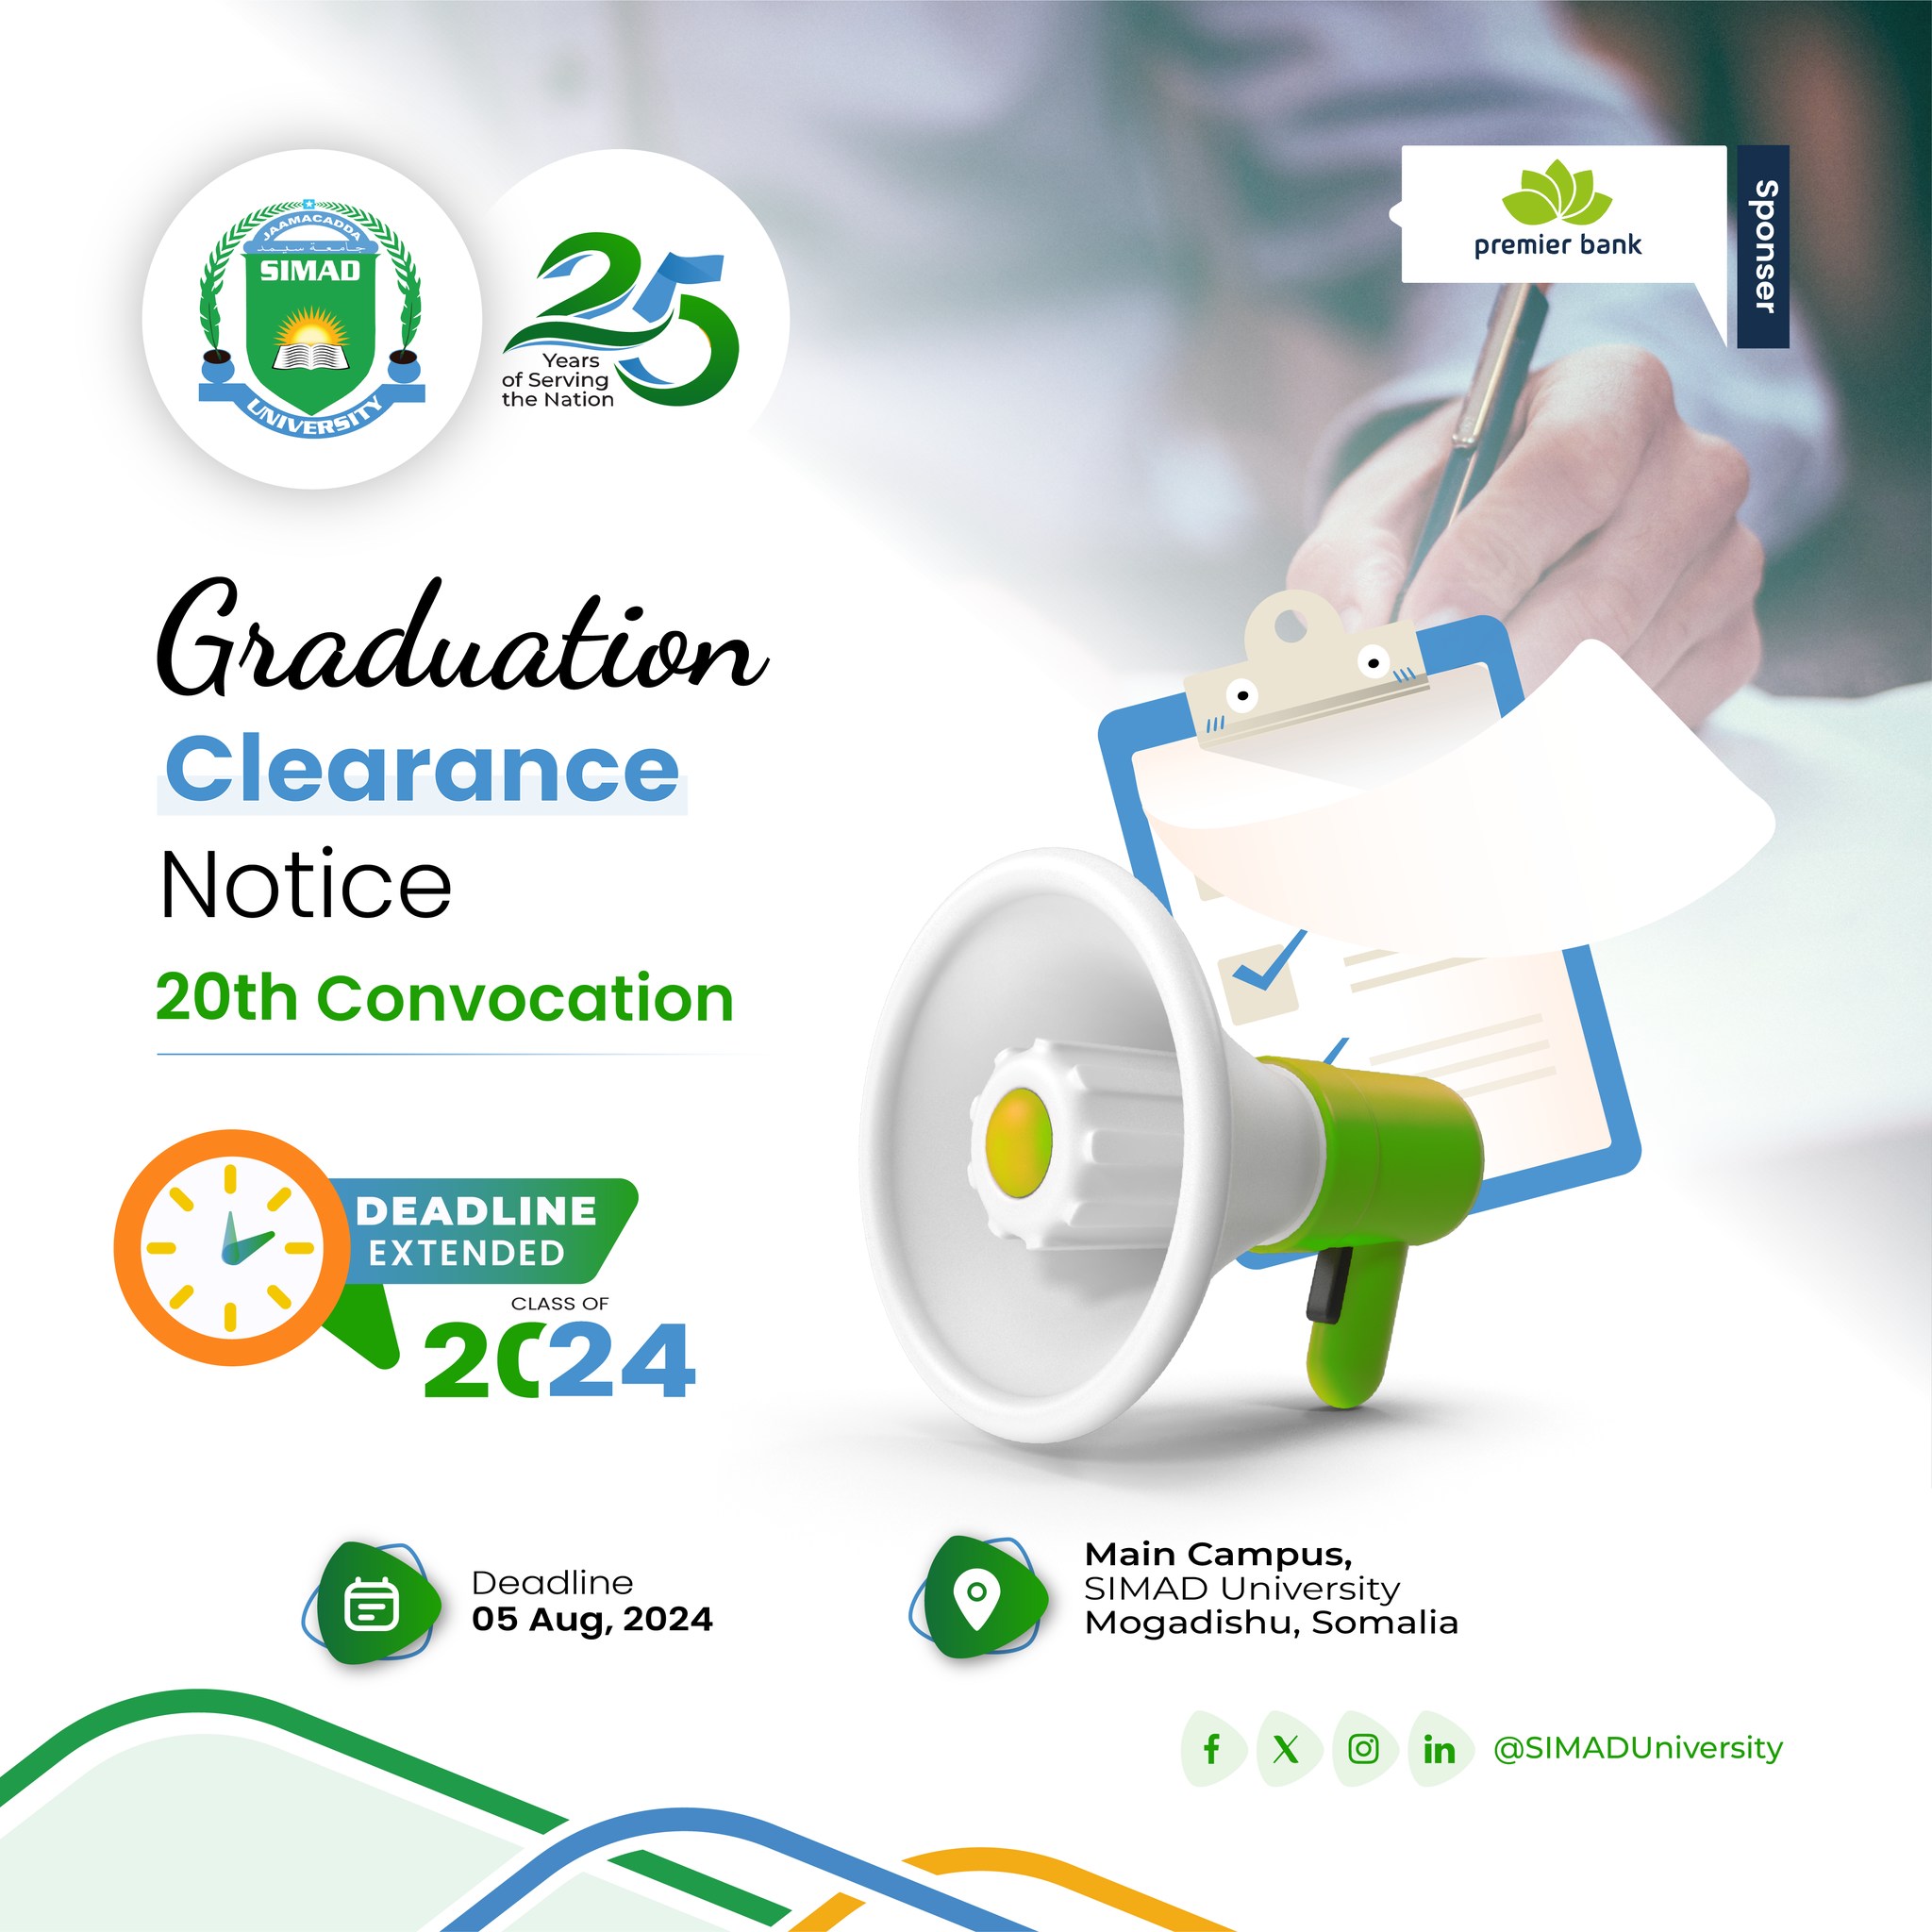 JAAMACADDA
جامعة سيمد
SIMAD
UNIVERSITY
25
Years
of Serving
the Nation
premier bank
Sponser
Graduation
Clearance
Notice
20th Convocation
DEADLINE
EXTENDED
CLASS OF
2024
Deadline
05 Aug, 2024
Main Campus,
SIMAD University
Mogadishu, Somalia
@SIMADUniversity